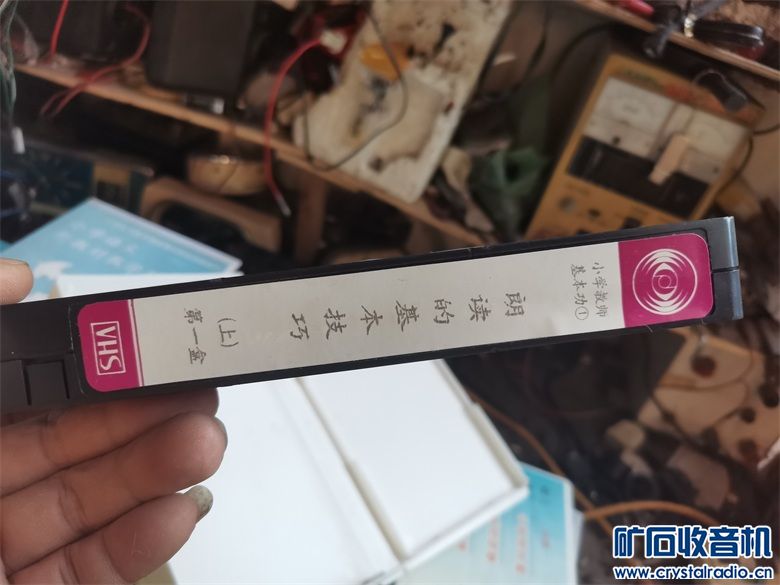 小学教师
基本功①
朗读的基本技巧
(上)
第一盒
VHS
矿石收音机
www.crystalradio.cn